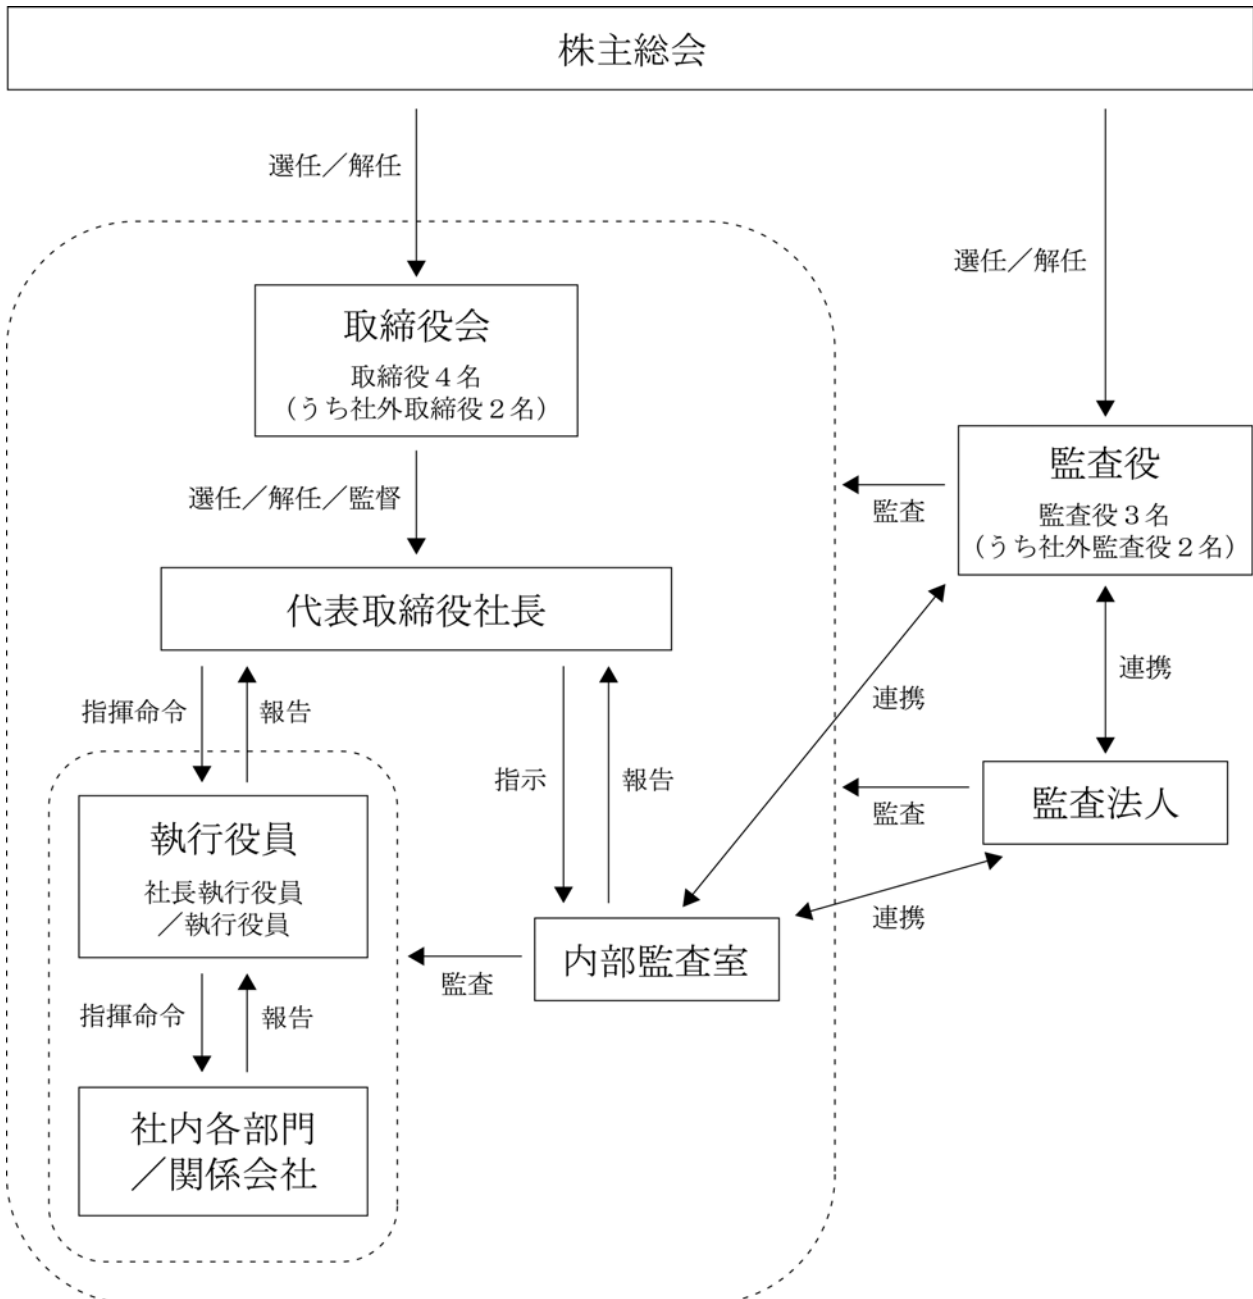 株主総会
選任／解任
選任／解任
取締役会
取締役４名
（うち社外取締役２名）
監査役
監査役３名
（うち社外監査役２名）
監査
選任／解任／監督
代表取締役社長
連携
連携
指揮命令
報告
指示
報告
監査
監査法人
執行役員
社長執行役員
／執行役員
連携
内部監査室
監査
指揮命令
報告
社内各部門
／関係会社